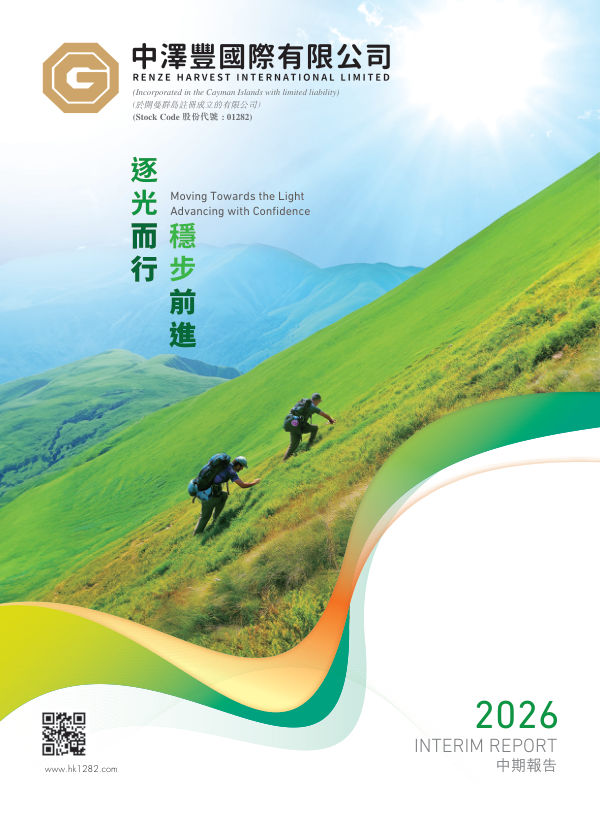 中澤豐國際有限公司
RENZE HARVEST INTERNATIONAL LIMITED
(Incorporated in the Cayman Islands with limited liability)
(於開曼群島註冊成立的有限公司)
(Stock Code 股份代號 : 01282)
逐光而行
Moving Towards the Light
Advancing with Confidence
穩步前進
2026
INTERIM REPORT
中期報告
www.hk1282.com